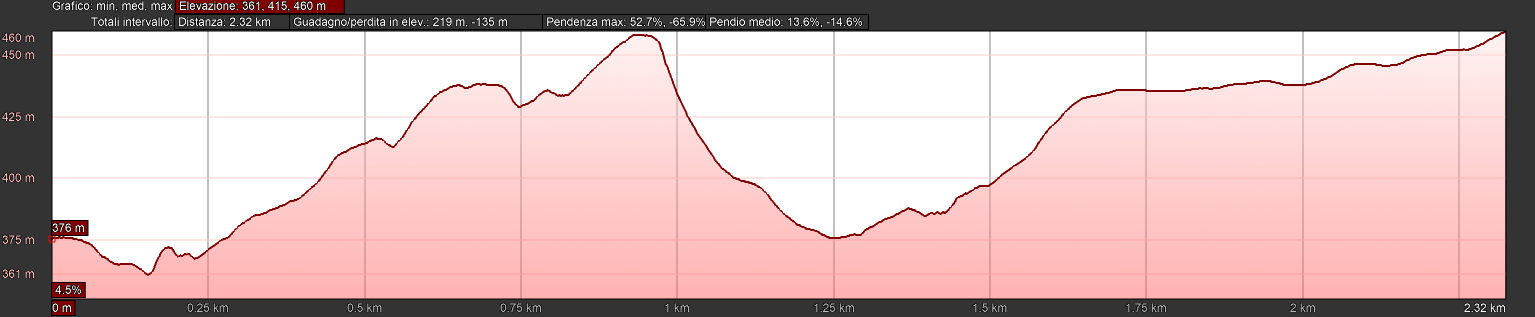 Grafico: min, med, max Elevazione: 361, 415, 460 m
Totali intervallo: Distanza: 2.32 km Guadagno/perdita in elev.: 219 m, -135 m Pendenza max: 52.7%, -65.9% Pendio medio: 13.6%, -14.6%
460 m
450 m
425 m
400 m
376 m
375 m
361 m
4.5%
0 m 0.25 km 0.5 km 0.75 km 1 km 1.25 km 1.5 km 1.75 km 2 km 2.32 km